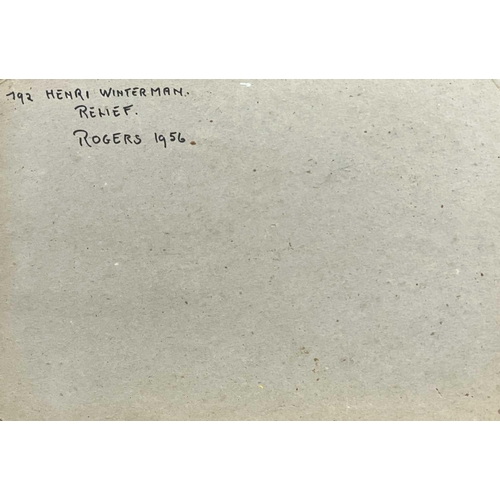 792 HENRI WINTERMAN.
RELIEF.
ROGERS 1956.